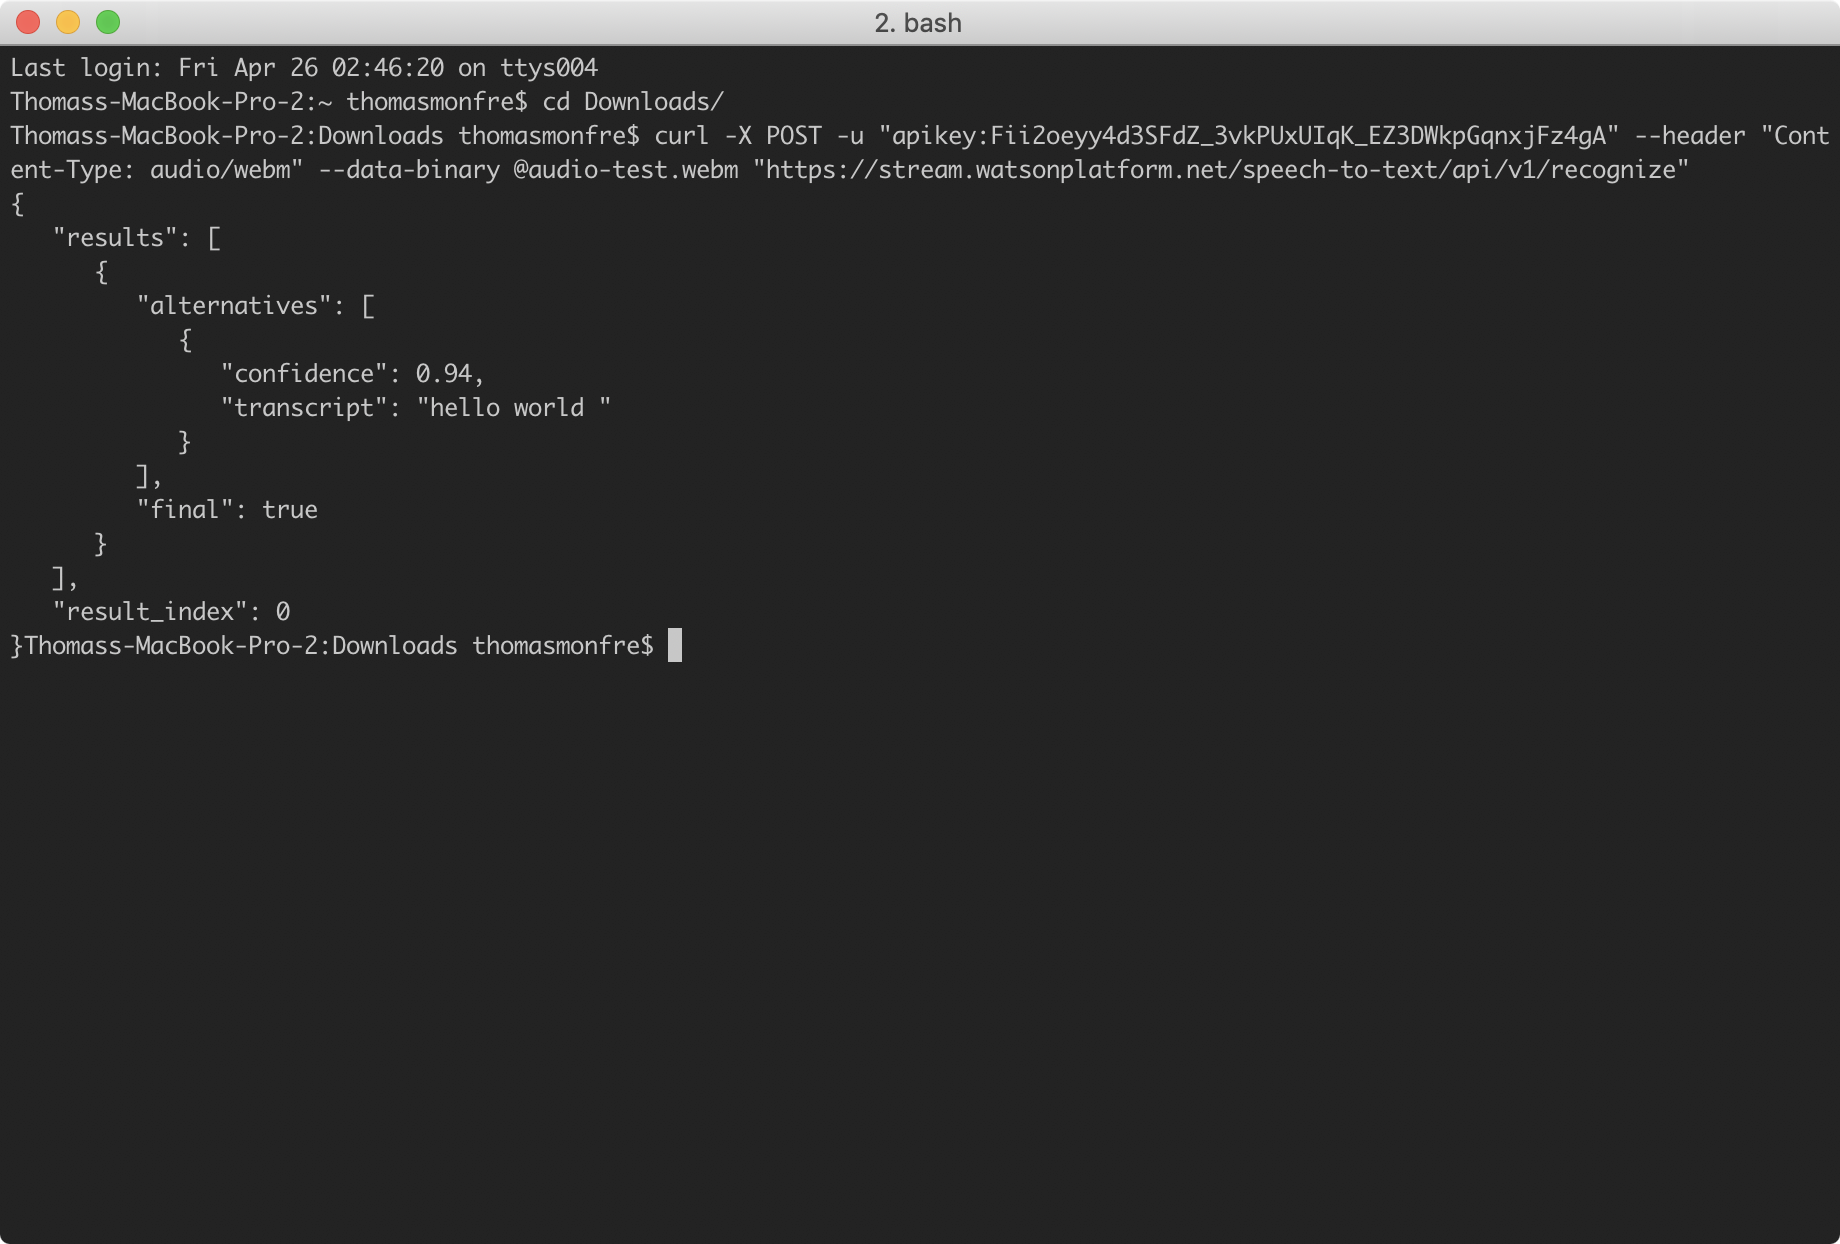 2. bash
Last login: Fri Apr 26 02:46:20 on ttys004
Thomass-MacBook-Pro-2:~ thomasmonfre$ cd Downloads/
Thomass-MacBook-Pro-2:Downloads thomasmonfre$ curl -X POST -u "apikey:Fii2oeyy4d3SFdZ_3vkPUxUIqK_EZ3DWkpGqnxjFz4gA" --header "Cont
ent-Type: audio/webm" --data-binary @audio-test.webm "https://stream.watsonplatform.net/speech-to-text/api/v1/recognize"
{
   "results": [
      {
         "alternatives": [
            {
               "confidence": 0.94,
               "transcript": "hello world "
            }
         ],
         "final": true
      }
   ],
   "result_index": 0
}Thomass-MacBook-Pro-2:Downloads thomasmonfre$